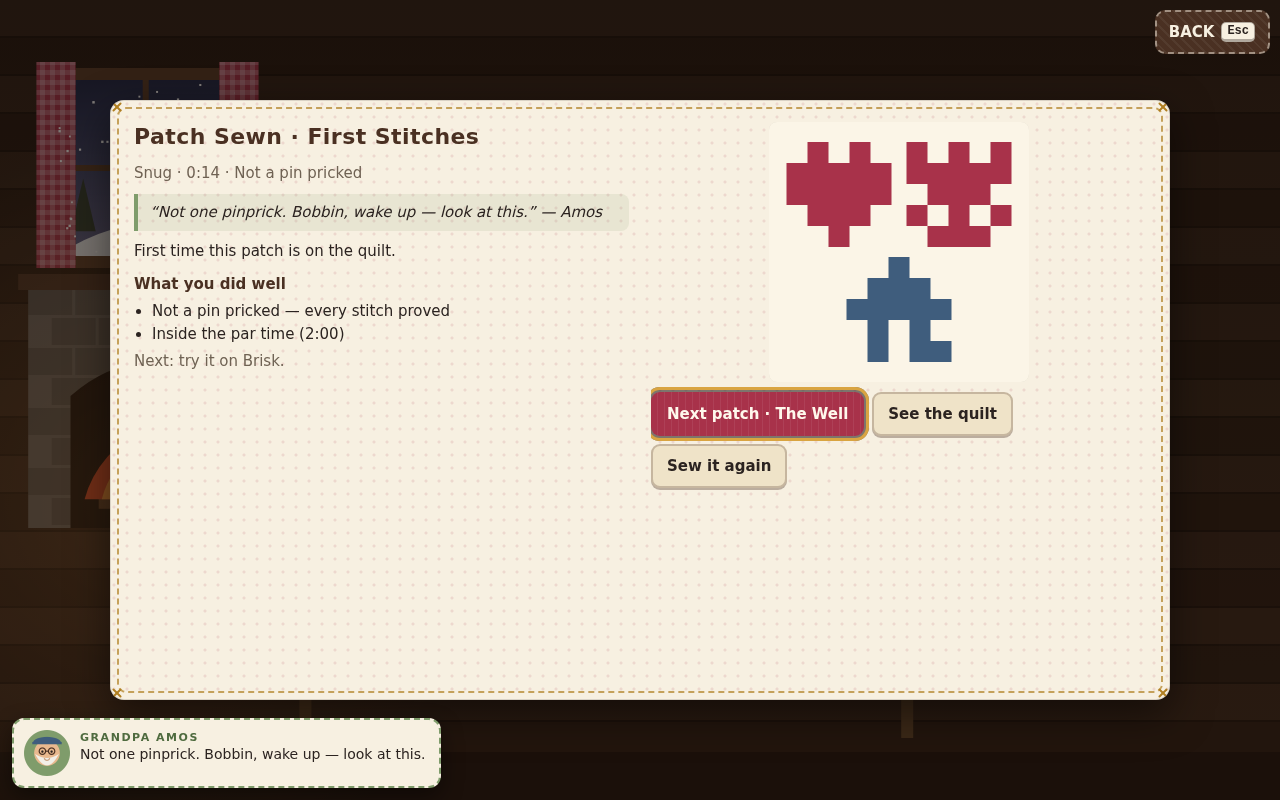 BACK Esc
Patch Sewn · First Stitches
Snug · 0:14 · Not a pin pricked
“Not one pinprick. Bobbin, wake up — look at this.” — Amos
First time this patch is on the quilt.
What you did well
• Not a pin pricked — every stitch proved
• Inside the par time (2:00)
Next: try it on Brisk.
Next patch · The Well
See the quilt
Sew it again
GRANDPA AMOS
Not one pinprick. Bobbin, wake up — look at this.